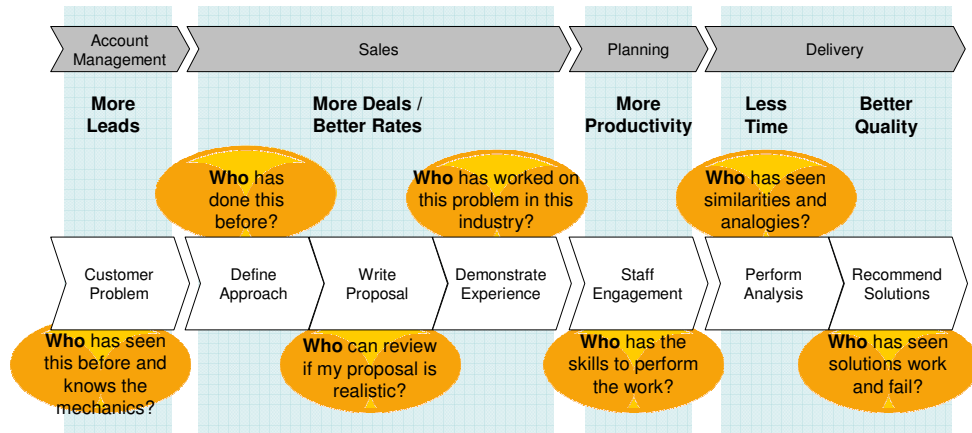 Account
Management
Sales
Planning
Delivery
More
Leads
More Deals /
Better Rates
More
Productivity
Less
Time
Better
Quality
Who has
done this
before?
Who has worked on
this problem in this
industry?
Who has seen
similarities and
analogies?
Customer
Problem
Define
Approach
Write
Proposal
Demonstrate
Experience
Staff
Engagement
Perform
Analysis
Recommend
Solutions
Who has seen
this before and
knows the
mechanics?
Who can review
if my proposal is
realistic?
Who has the
skills to perform
the work?
Who has seen
solutions work
and fail?